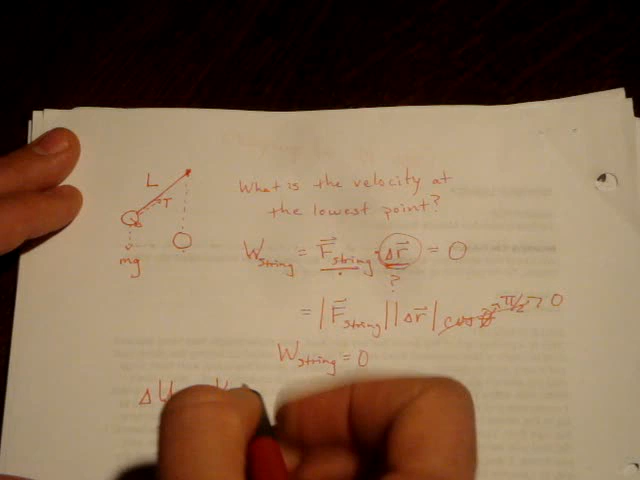 L
T
mg
What is the velocity at
the lowest point?
W string = F string · Δr = 0
?
= |F string| |Δr| cos θ π/2 → 0
W string = 0
ΔU